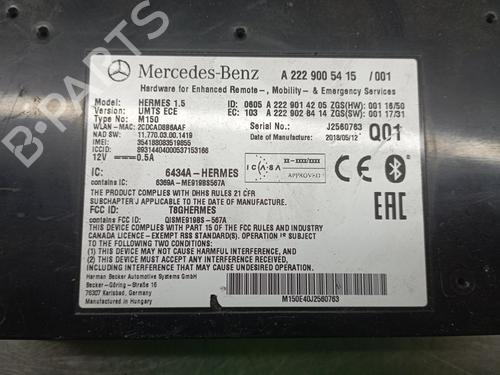 Mercedes-Benz A 222 900 54 15 /001
Hardware for Enhanced Remote-, Mobility- & Emergency Services
Model: HERMES 1.5 ID: 0605 A 222 901 42 05 ZGS(HW): 001 16/50
Version: UMTS ECE EC: 103 A 222 902 84 14 ZGS(SW): 001 17/31
Type No: M150
WLAN-MAC: 2CDCAD886AAF Serial No.: J2560763
NAD SW: 11.770.03.00.1419 Date of Manufacture: 2018/05/12 Q01
IMEI: 354188083519855
ICCID: 89314404000537153166
12V 0.5A
IC: 6434A-HERMES
contains IC: 6369A-ME919BS567A
ICASA xx-xxxx/xxxx APPROVED
CE
THE PRODUCT COMPLIES WITH DHHS RULES 21 CFR
SUBCHAPTER J APPLICABLE AT DATE OF MANUFACTURE.
FCC ID: T8GHERMES
contains FCC ID: QISME919BS-567A
EAC
THIS DEVICE COMPLIES WITH PART 15 OF THE FCC RULES AND INDUSTRY
CANADA LICENCE-EXEMPT RSS STANDARD(S). OPERATION IS SUBJECT TO THE
FOLLOWING TWO CONDITIONS:
(1) THIS DEVICE MAY NOT CAUSE HARMFUL INTERFERENCE, AND
(2) THIS DEVICE MUST ACCEPT ANY INTERFERENCE RECEIVED, INCLUDING
INTERFERENCE THAT MAY CAUSE UNDESIRED OPERATION.
Harman Becker Automotive Systems GmbH
Becker-Göring-Straße 16
76307 Karlsbad, Germany
Manufactured in Hungary
M150E40J2560763
B-PARTS